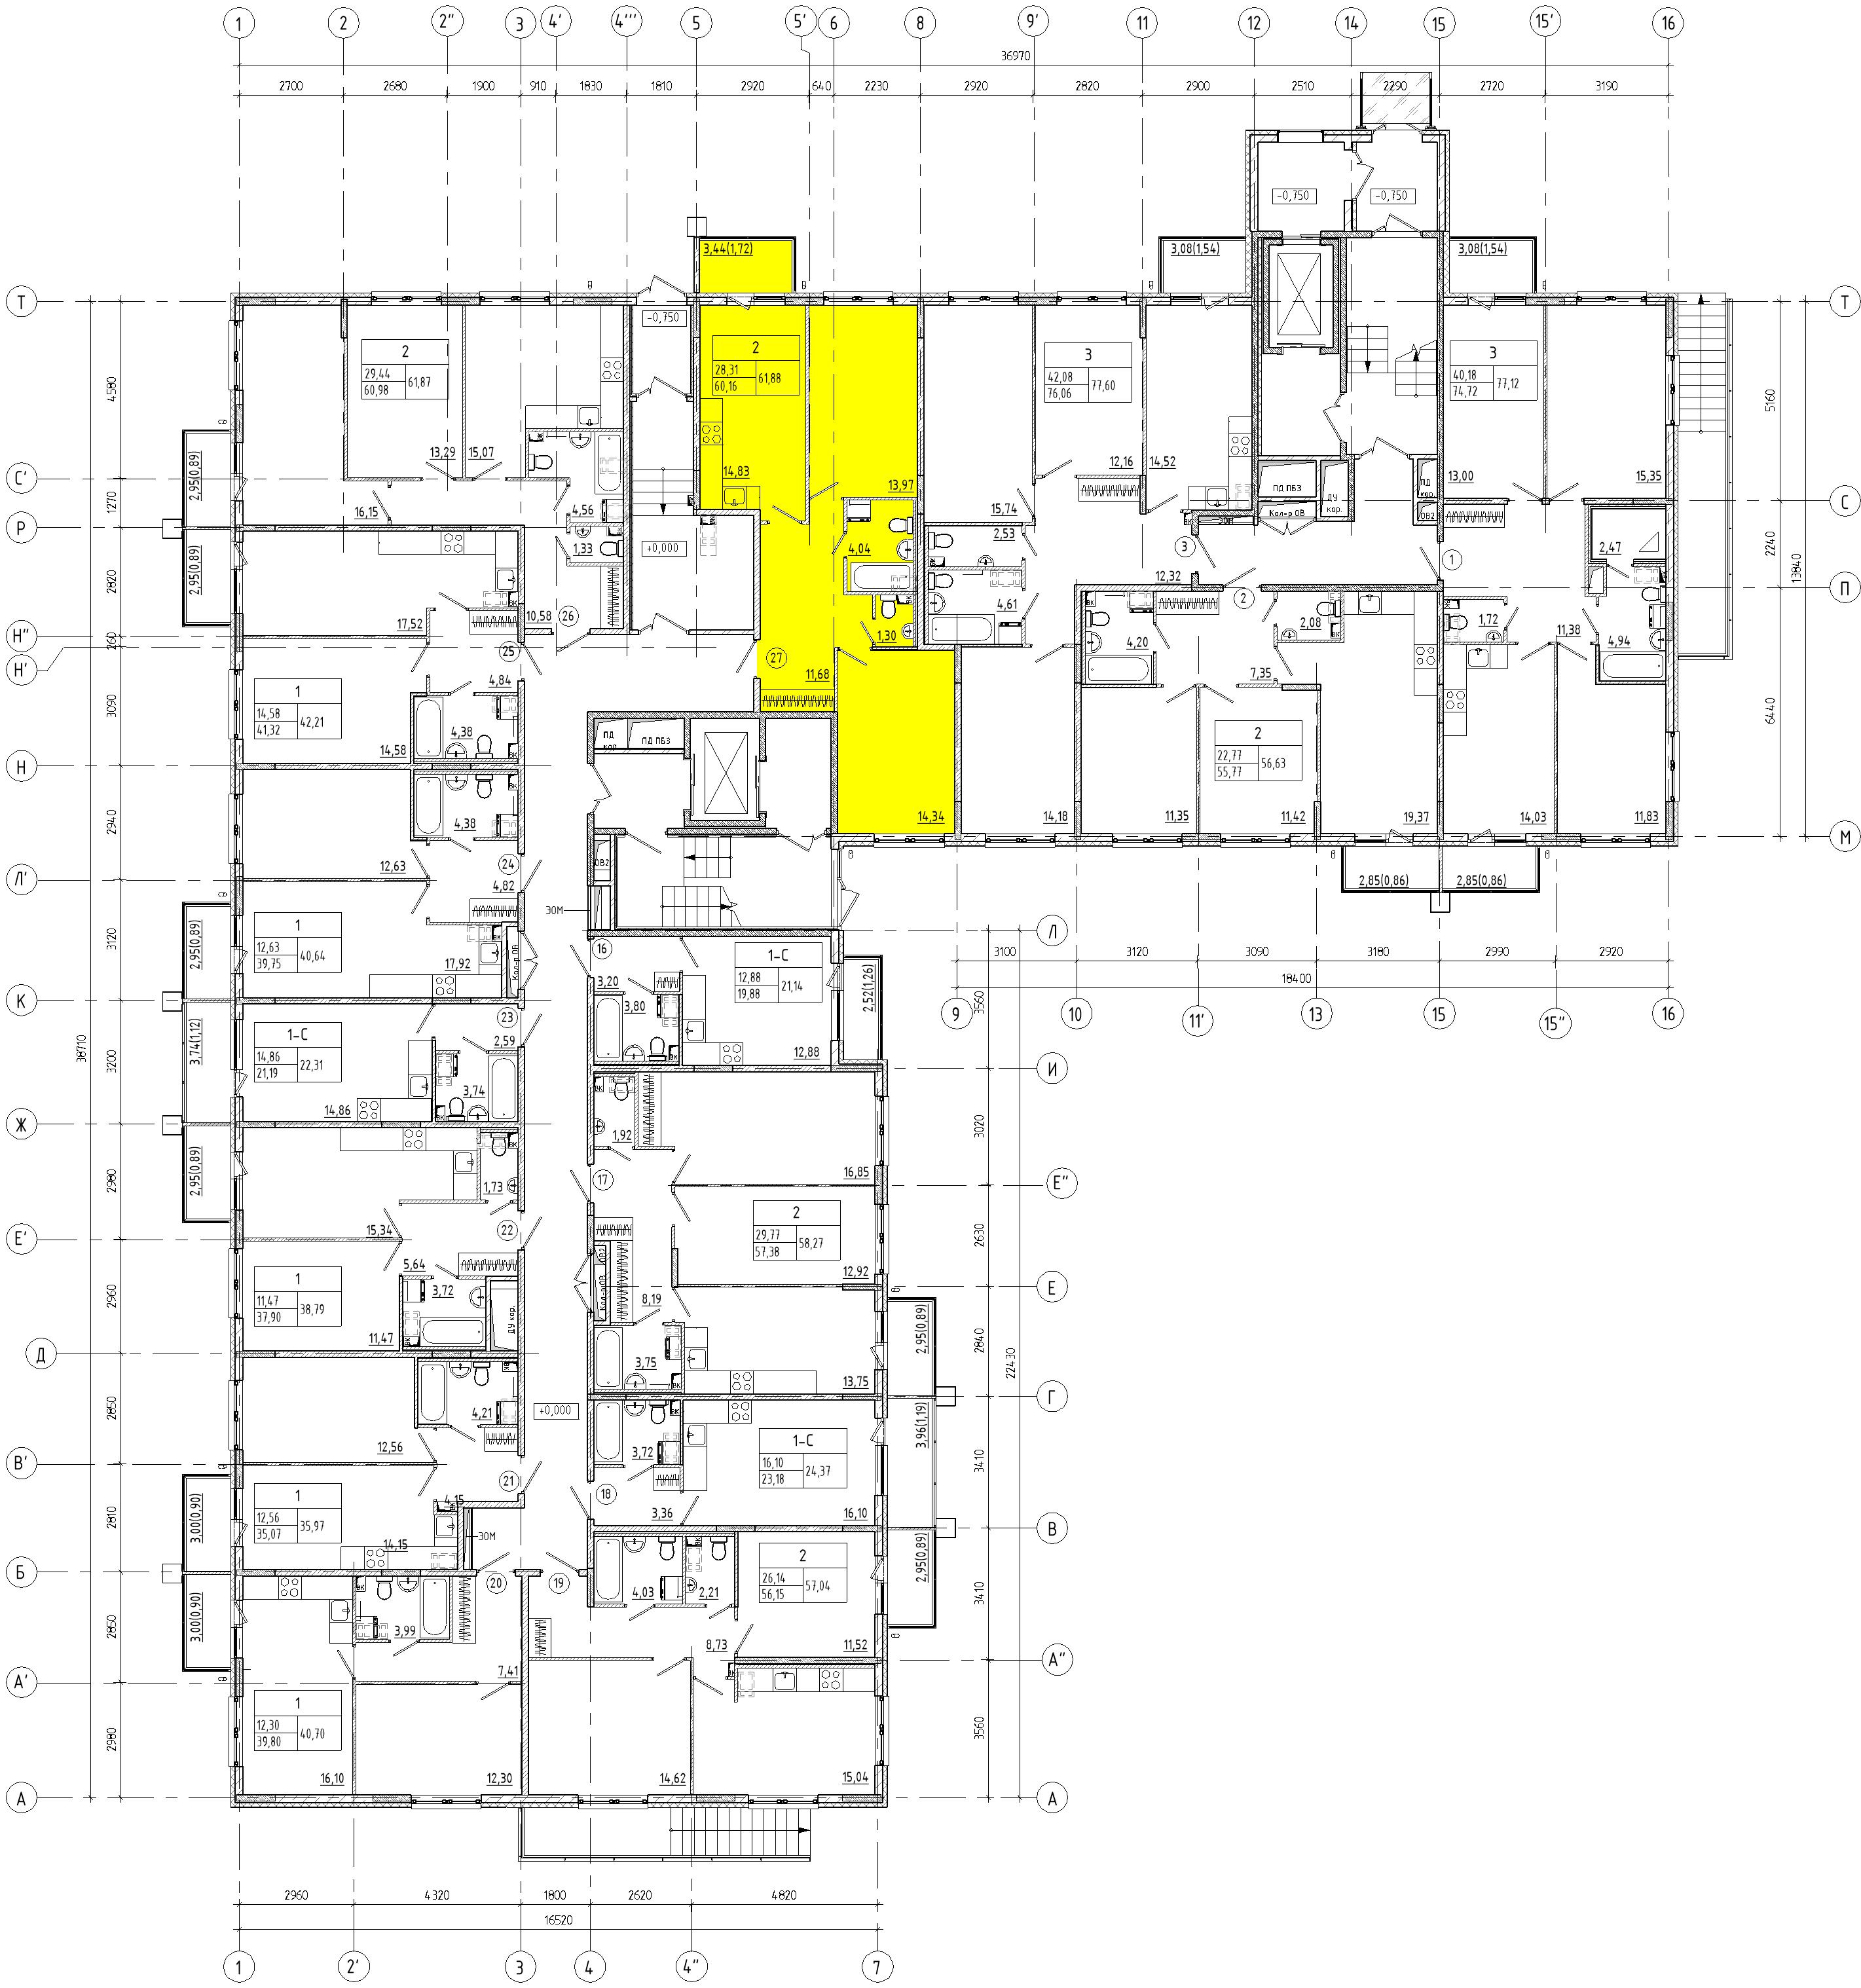 1 2 2" 3 4' 4''' 5 5' 6 8 9' 11 12 14 15 15' 16
36970
2700 2680 1900 910 1830 1810 2920 640 2230 2920 2820 2900 2510 2290 2720 3190
-0,750 -0,750
3,44(1,72) 3,08(1,54) 3,08(1,54)
Т Т
-0,750
2
29,44 61,87
60,98
2
28,31 61,88
60,16
3
42,08 77,60
76,06
3
40,18 77,12
74,72
4580 5160
13,29 15,07 14,83 13,97 12,16 14,52 13,00 15,35
ПД ПБЗ ДУ кор. ПД кор.
С' С
2,95(0,89) 16,15 4,56 15,74 Кол-р ОВ ОВ2
1270
Р
ЭОМ
1,33 +0,000 4,04 2,53 3 1 2,47
2,95(0,89) 2820 2240 13840
12,32 2 П
17,52 10,58 26 1,30 4,61 4,20 2,08 1,72 11,38 4,94
Н" 260
Н' 25 27 11,68 7,35
4,84
1
14,58 42,21
41,32
3090 6440
14,58 4,38
ПД кор. ПД ПБЗ
2
22,77 56,63
55,77
Н
2940
4,38
14,34 14,18 11,35 11,42 19,37 14,03 11,83
М
12,63 24 ОВ2
Л' 4,82 2,85(0,86) 2,85(0,86)
ЭОМ
1
12,63 40,64
39,75
2,95(0,89) 3120
17,92 Кол-р ОВ
16 Л
3100 3120 3090 3180 2990 2920
18400
1-С
12,88 21,14
19,88
3,20 3,80 12,88 2,52(1,26) 3560
9 10 11' 13 15 15" 16
К 23
38710
1-С
14,86 22,31
21,19
3,74(1,12) 3200
2,59 3,74 14,86
И
Ж
1,92 3020
2,95(0,89) 2980
1,73 15,34 17 16,85
Е"
22
Е'
2
29,77 58,27
57,38
2630
5,64 3,72 ОВ2
Кол-р ОВ
12,92
Е
1
11,47 38,79
37,90
2960
11,47 ДУ кор. 8,19
2,95(0,89) 2840 22430
Д
3,75 13,75
Г
2850
4,21 +0,000
12,56
В'
1-С
16,10 24,37
23,18
3,72 3,96(1,19) 3410
21 18
1
12,56 35,97
35,07
3,00(0,90) 2810
4,15 ЭОМ 3,36 16,10
В
14,15
Б 20 19
2
26,14 57,04
56,15
4,03 2,21 2,95(0,89) 3410
3,00(0,90) 2850
3,99 8,73 11,52
А"
А' 7,41
1
12,30 40,70
39,80
2980 3560
16,10 12,30 14,62 15,04
А А
2960 4320 1800 2620 4820
16520
1 2' 3 4 4" 7